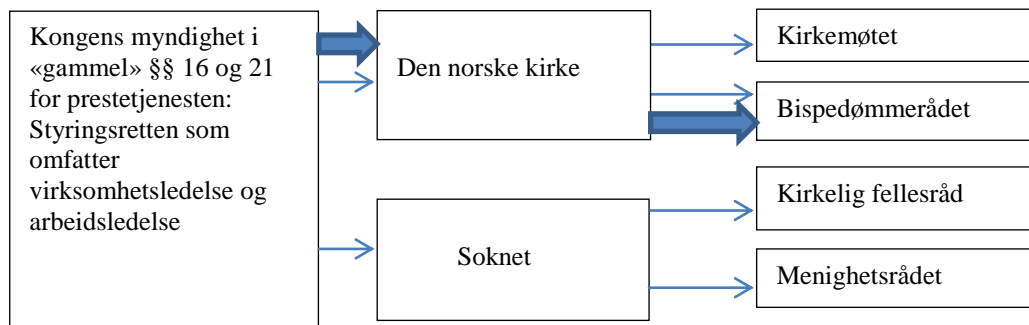 Kongens myndighet i
«gammel» §§ 16 og 21
for prestetjenesten:
Styringsretten som
omfatter
virksomhetsledelse og
arbeidsledelse
Den norske kirke
Soknet
Kirkemøtet
Bispedømmerådet
Kirkelig fellesråd
Menighetsrådet